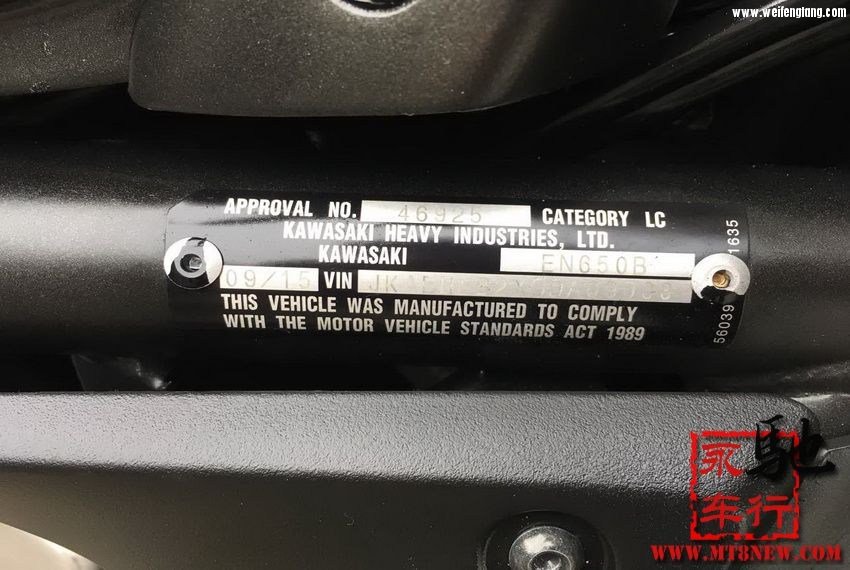 www.weifengtang.com
APPROVAL NO. 46925 CATEGORY LC
KAWASAKI HEAVY INDUSTRIES, LTD.
KAWASAKI EN650B
09/15 VIN
THIS VEHICLE WAS MANUFACTURED TO COMPLY
WITH THE MOTOR VEHICLE STANDARDS ACT 1989
56039 1635
永驰
车行
WWW.MT8NEW.COM